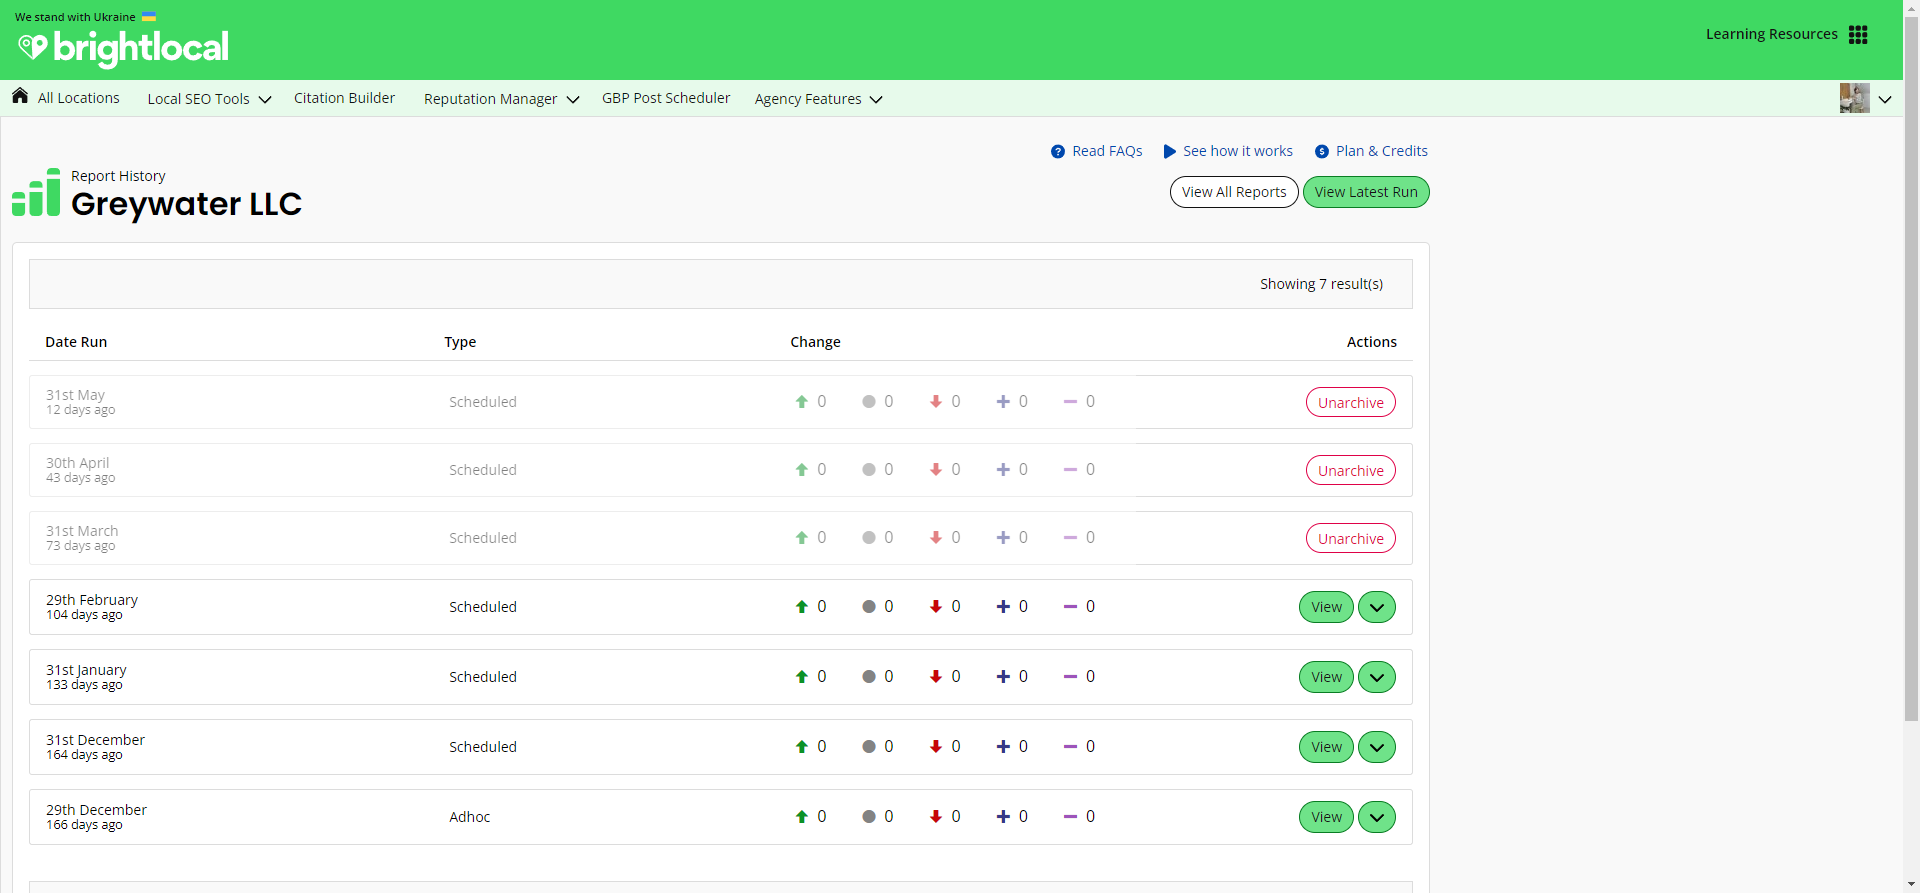 We stand with Ukraine
brightlocal
Learning Resources
All Locations
Local SEO Tools
Citation Builder
Reputation Manager
GBP Post Scheduler
Agency Features
Read FAQs
See how it works
Plan & Credits
Report History
Greywater LLC
View All Reports
View Latest Run
Showing 7 result(s)
Date Run Type Change Actions
31st May
12 days ago
Scheduled 0 0 0 0 0 Unarchive
30th April
43 days ago
Scheduled 0 0 0 0 0 Unarchive
31st March
73 days ago
Scheduled 0 0 0 0 0 Unarchive
29th February
104 days ago
Scheduled 0 0 0 0 0 View
31st January
133 days ago
Scheduled 0 0 0 0 0 View
31st December
164 days ago
Scheduled 0 0 0 0 0 View
29th December
166 days ago
Adhoc 0 0 0 0 0 View